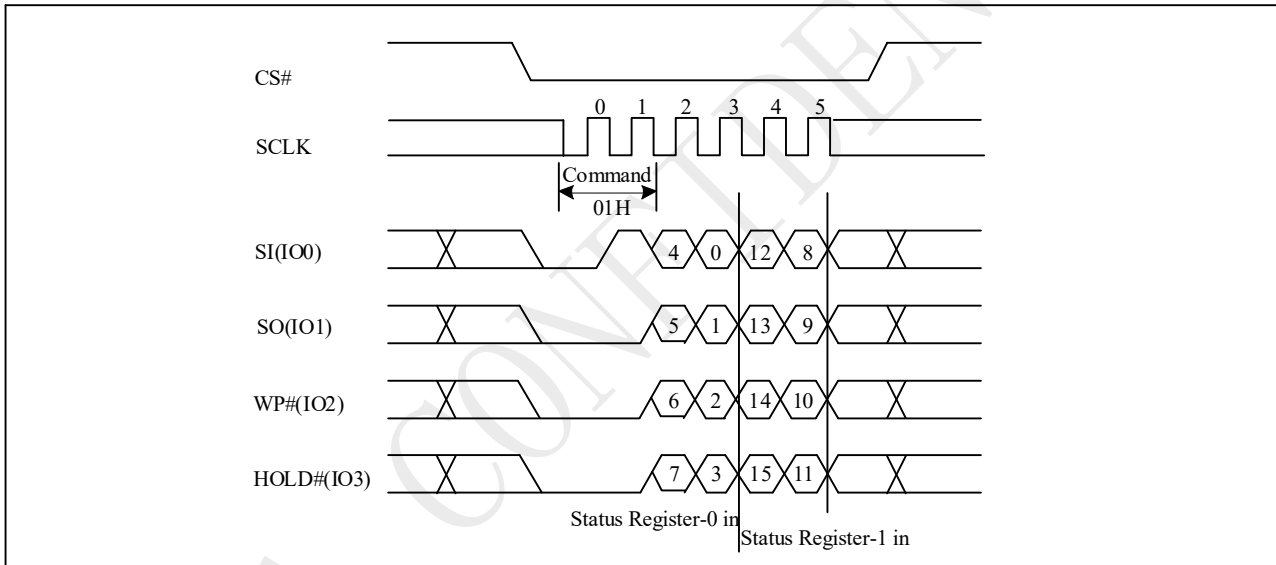 CS#
0 1 2 3 4 5
SCLK
Command
01H
SI(IO0) 4 0 12 8
SO(IO1) 5 1 13 9
WP#(IO2) 6 2 14 10
HOLD#(IO3) 7 3 15 11
Status Register-0 in
Status Register-1 in
CONFIDEN